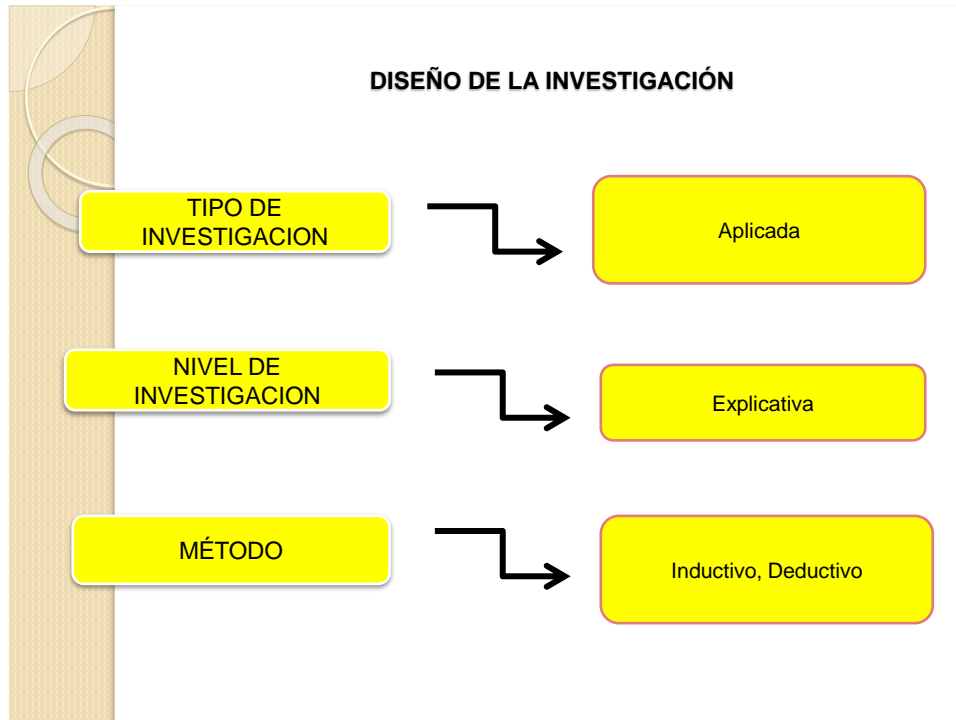 DISEÑO DE LA INVESTIGACIÓN
TIPO DE
INVESTIGACION
Aplicada
NIVEL DE
INVESTIGACION
Explicativa
MÉTODO
Inductivo, Deductivo